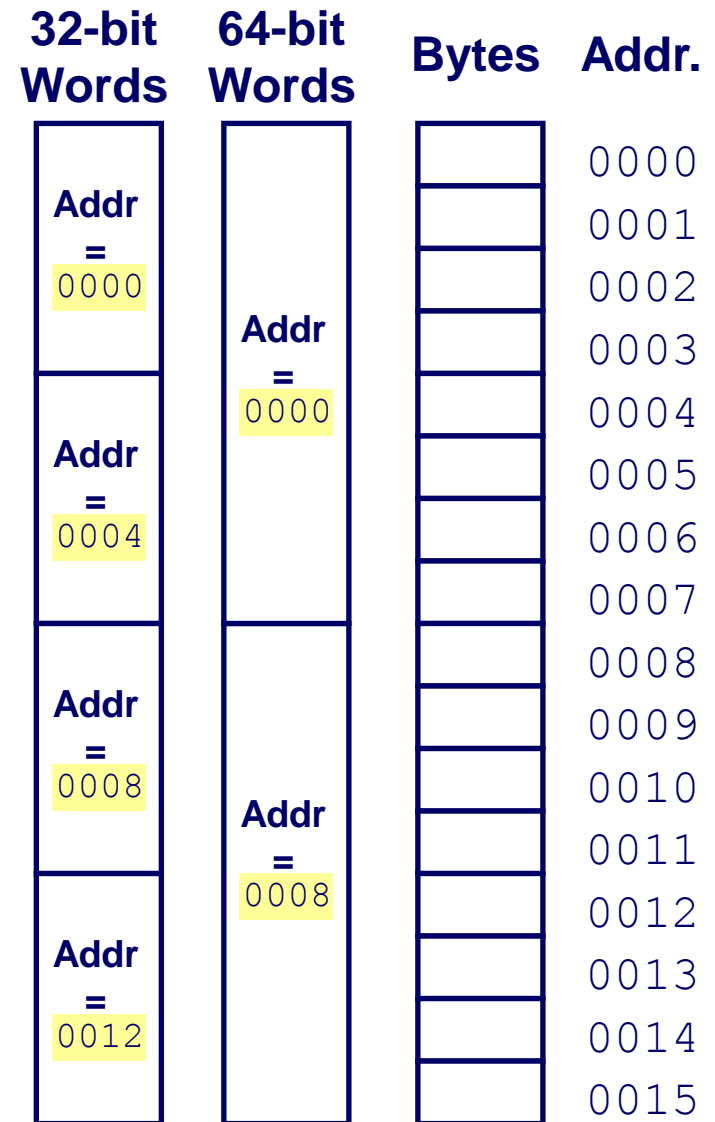 32-bit
Words
64-bit
Words
Bytes
Addr.
Addr
=
0000
Addr
=
0004
Addr
=
0008
Addr
=
0012
Addr
=
0000
Addr
=
0008
0000
0001
0002
0003
0004
0005
0006
0007
0008
0009
0010
0011
0012
0013
0014
0015